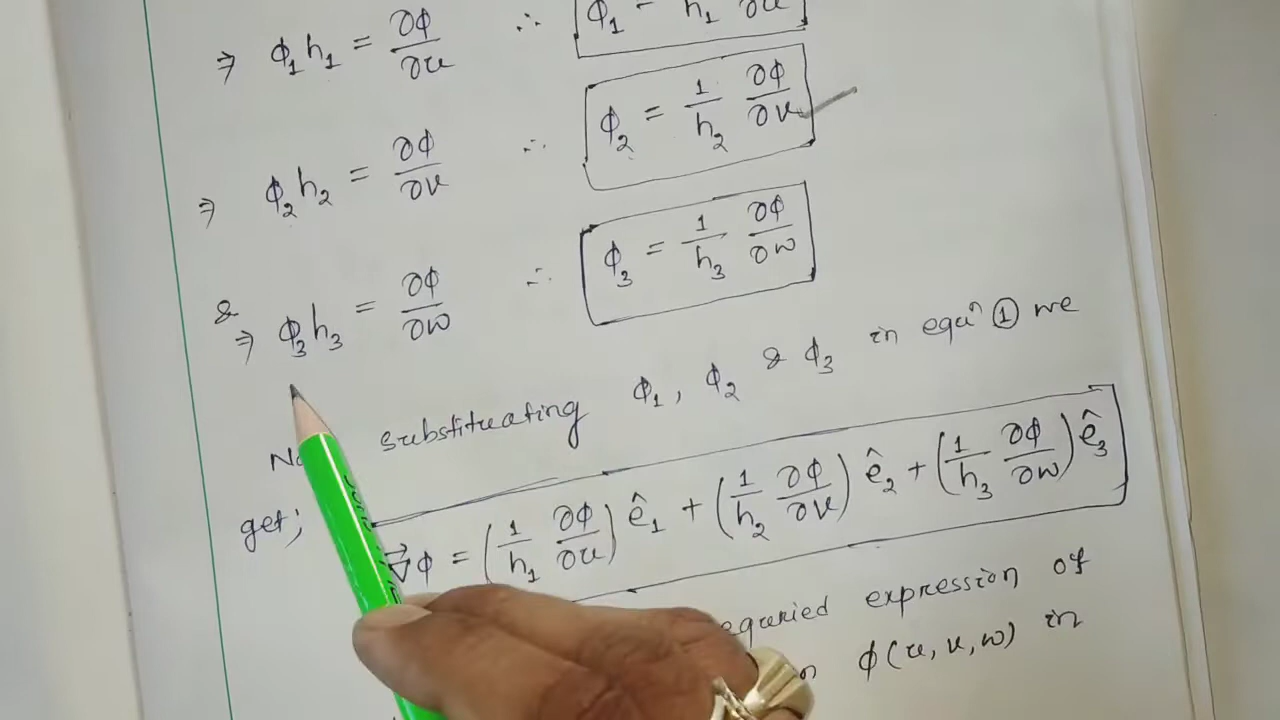 ⇒ ϕ₁h₁ = ∂ϕ/∂u ∴ ϕ₁ = 1/h₁ ∂ϕ/∂u
⇒ ϕ₂h₂ = ∂ϕ/∂v ∴ ϕ₂ = 1/h₂ ∂ϕ/∂v
& ⇒ ϕ₃h₃ = ∂ϕ/∂w ∴ ϕ₃ = 1/h₃ ∂ϕ/∂w
substituating ϕ₁, ϕ₂ & ϕ₃ in equⁿ ① we
get; ∇⃗ϕ = (1/h₁ ∂ϕ/∂u) ê₁ + (1/h₂ ∂ϕ/∂v) ê₂ + (1/h₃ ∂ϕ/∂w) ê₃
expression of
ϕ(u, v, w) in